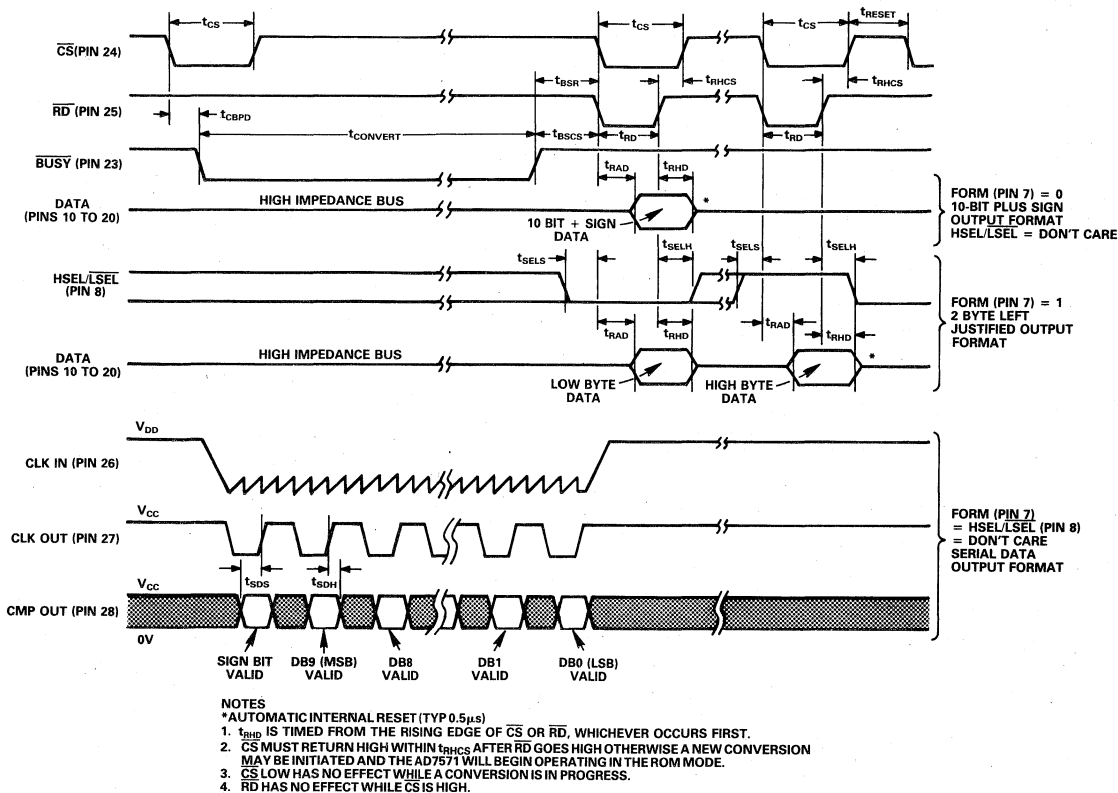 tCS
tCS
tCS
tRESET
CS(PIN 24)
tBSR
tRHCS
tRHCS
RD (PIN 25)
tCBPD
tCONVERT
tBSCS
tRD
tRD
BUSY (PIN 23)
tRAD
tRHD
DATA
(PINS 10 TO 20)
HIGH IMPEDANCE BUS
*
10 BIT + SIGN
DATA
FORM (PIN 7) = 0
10-BIT PLUS SIGN
OUTPUT FORMAT
HSEL/LSEL = DON'T CARE
tSELS
tSELH
tSELS
tSELH
HSEL/LSEL
(PIN 8)
tRAD
tRHD
tRAD
tRHD
FORM (PIN 7) = 1
2 BYTE LEFT
JUSTIFIED OUTPUT
FORMAT
DATA
(PINS 10 TO 20)
HIGH IMPEDANCE BUS
*
LOW BYTE
DATA
HIGH BYTE
DATA
VDD
CLK IN (PIN 26)
VCC
CLK OUT (PIN 27)
FORM (PIN 7)
= HSEL/LSEL (PIN 8)
= DON'T CARE
SERIAL DATA
OUTPUT FORMAT
tSDS
tSDH
VCC
CMP OUT (PIN 28)
0V
SIGN BIT
VALID
DB9 (MSB)
VALID
DB8
VALID
DB1
VALID
DB0 (LSB)
VALID
NOTES
*AUTOMATIC INTERNAL RESET (TYP 0.5µs)
1. tRHD IS TIMED FROM THE RISING EDGE OF CS OR RD, WHICHEVER OCCURS FIRST.
2. CS MUST RETURN HIGH WITHIN tRHCS AFTER RD GOES HIGH OTHERWISE A NEW CONVERSION
MAY BE INITIATED AND THE AD7571 WILL BEGIN OPERATING IN THE ROM MODE.
3. CS LOW HAS NO EFFECT WHILE A CONVERSION IS IN PROGRESS.
4. RD HAS NO EFFECT WHILE CS IS HIGH.